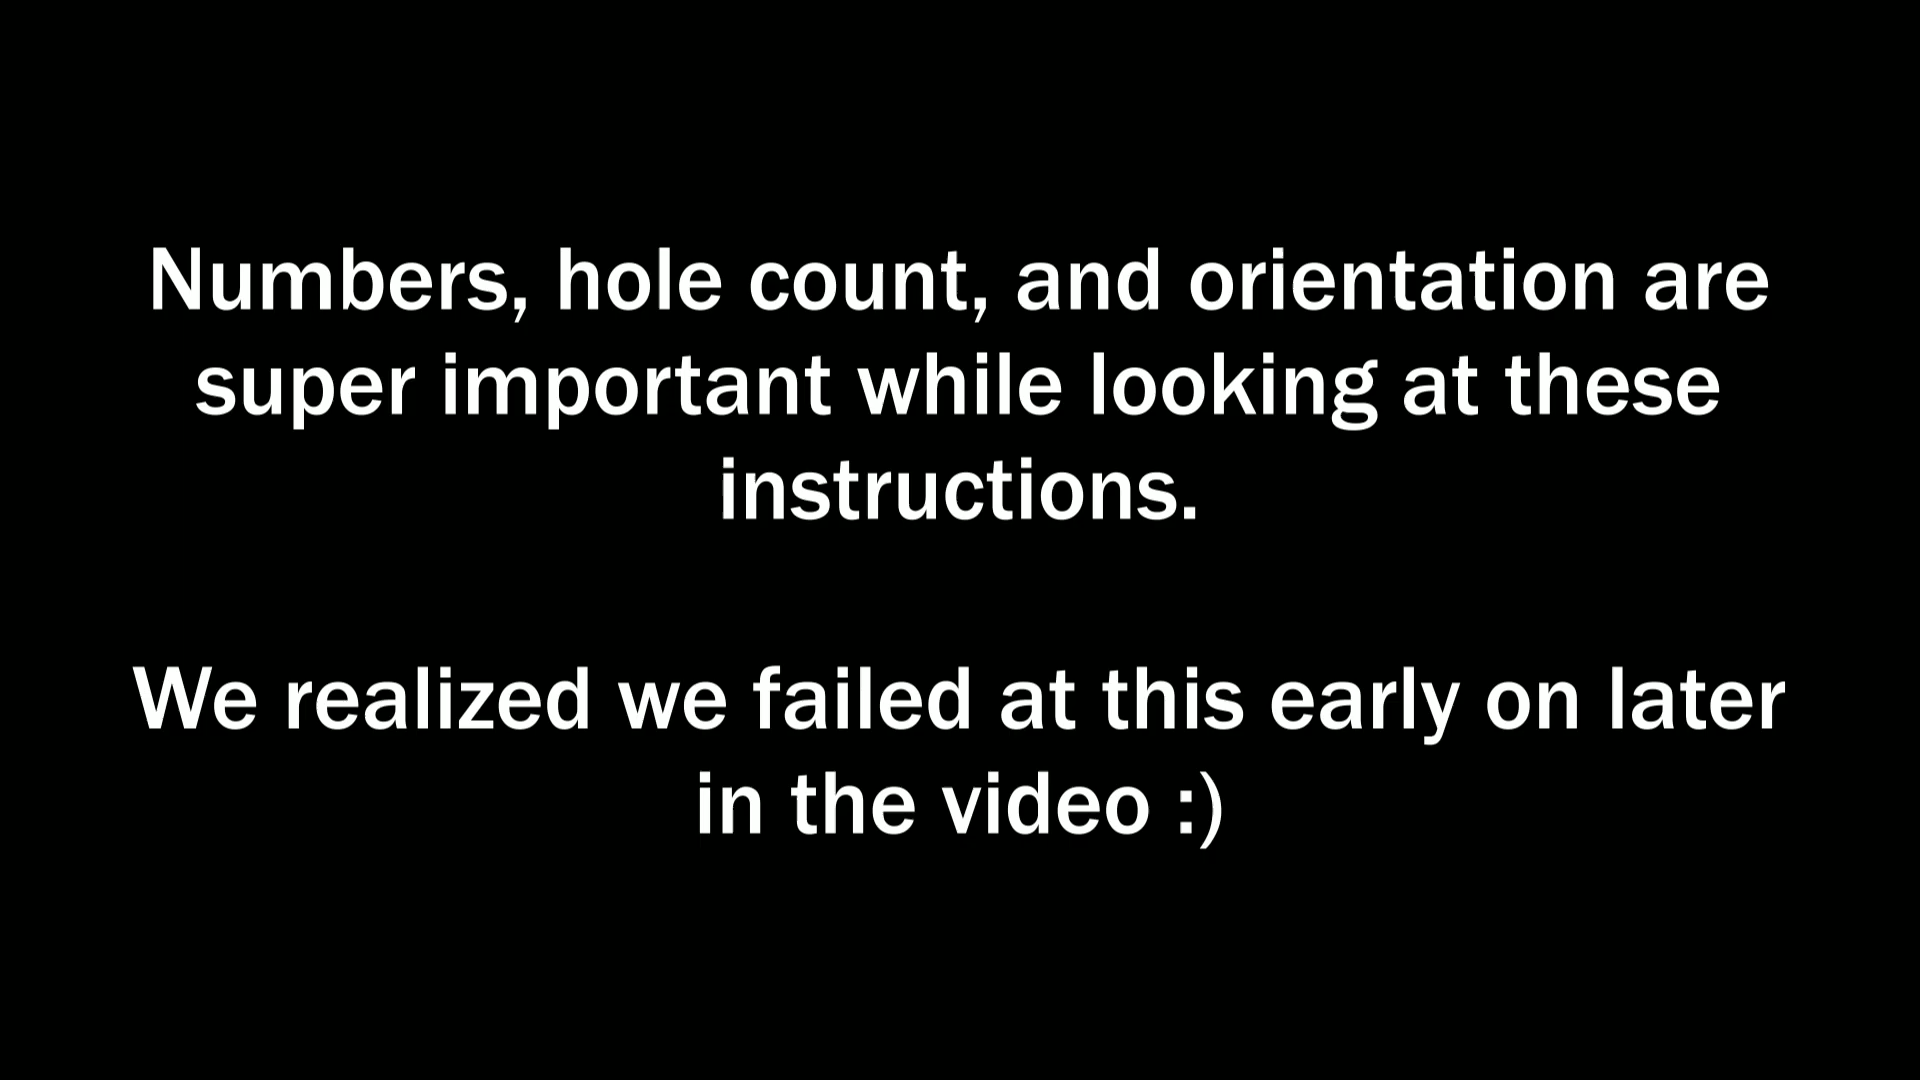 Numbers, hole count, and orientation are
super important while looking at these
instructions.
We realized we failed at this early on later
in the video :)